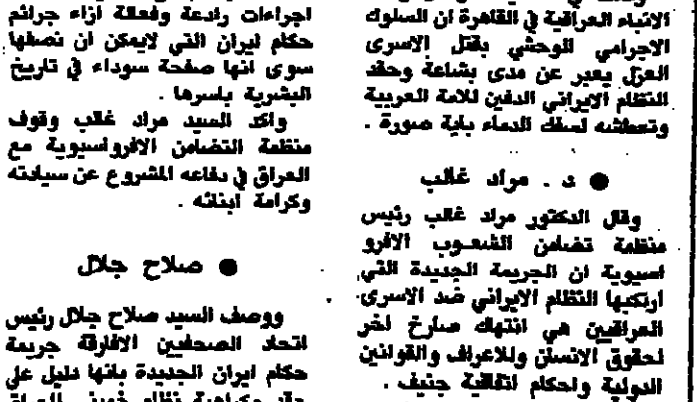 الانباء العراقية في القاهرة ان السلوك
الاجرامي الوحشي بقتل الاسرى
العزل يعبر عن مدى بشاعة وحقد
النظام الايراني الدفين للامة العربية
وتعطشه لسفك الدماء باية صورة .
● د . مراد غالب
وقال الدكتور مراد غالب رئيس
منظمة تضامن الشعوب الافرو
اسيوية ان الجريمة الجديدة التي
ارتكبها النظام الايراني ضد الاسرى
العراقيين هي انتهاك صارخ لحر
لحقوق الانسان وللاعراف والقوانين
الدولية ولحكام اتفاقية جنيف .
اجراءات رادعة وفعالة ازاء جرائم
حكام ايران التي لايمكن ان نصفها
سوى انها صفحة سوداء في تاريخ
البشرية باسرها .
واكد السيد مراد غالب وقوف
منظمة التضامن الافرواسيوية مع
العراق في دفاعه المشروع عن سيادته
وكرامة ابنائه .
● صلاح جلال
ووصف السيد صلاح جلال رئيس
اتحاد الصحفيين الافارقة جريمة
حكام ايران الجديدة بانها دليل على